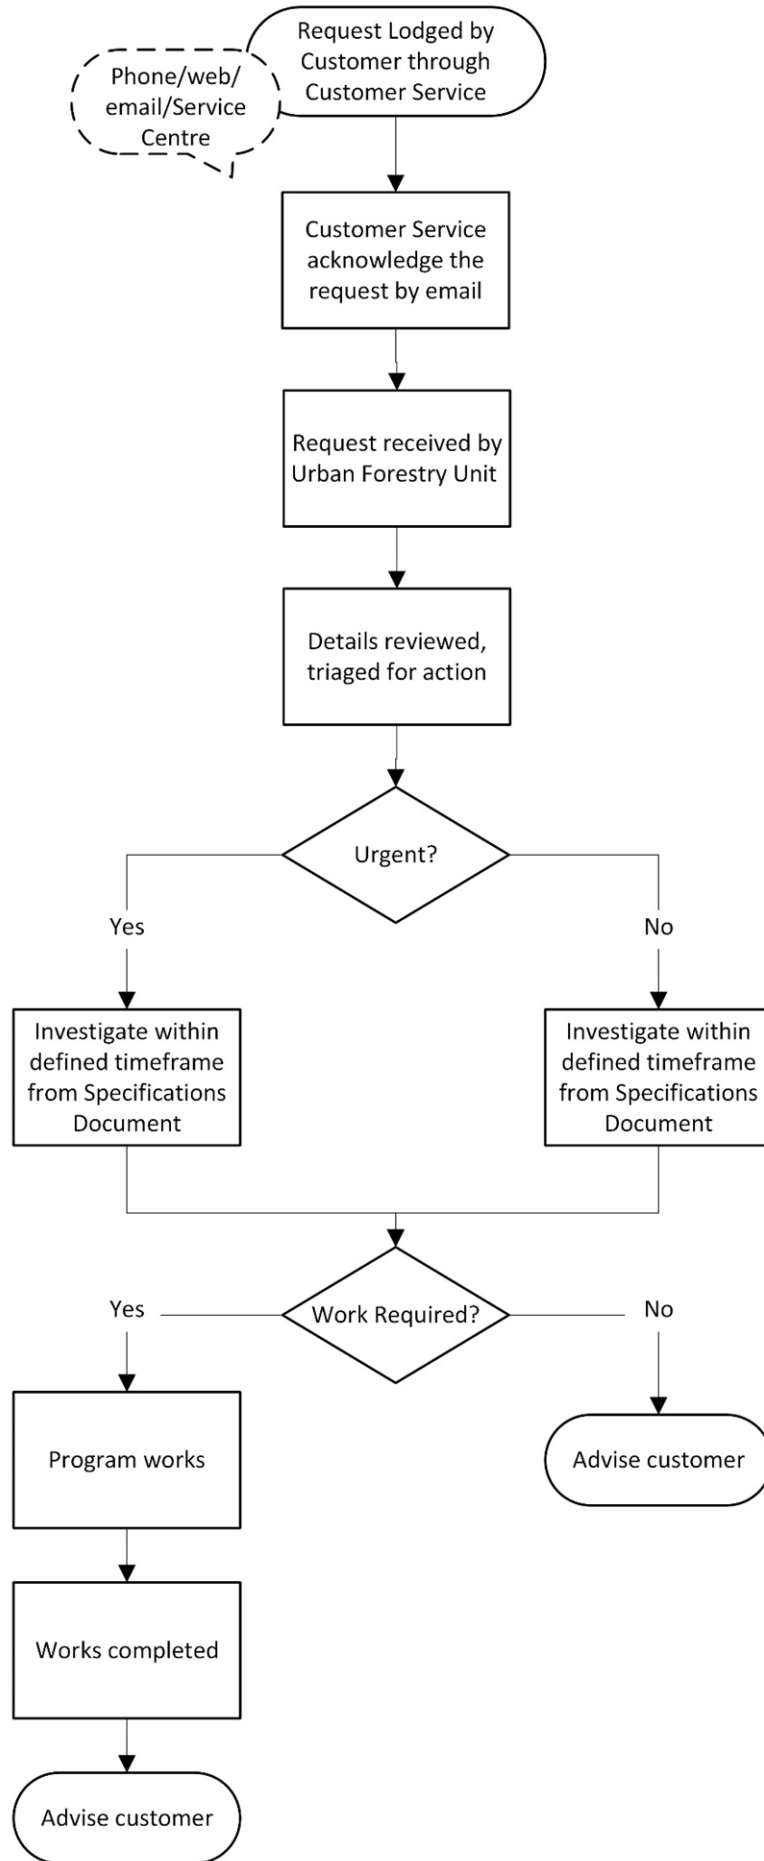 Request Lodged by
Customer through
Customer Service
Phone/web/
email/Service
Centre
Customer Service
acknowledge the
request by email
Request received by
Urban Forestry Unit
Details reviewed,
triaged for action
Urgent?
Yes
No
Investigate within
defined timeframe
from Specifications
Document
Investigate within
defined timeframe
from Specifications
Document
Work Required?
Yes
No
Program works
Advise customer
Works completed
Advise customer